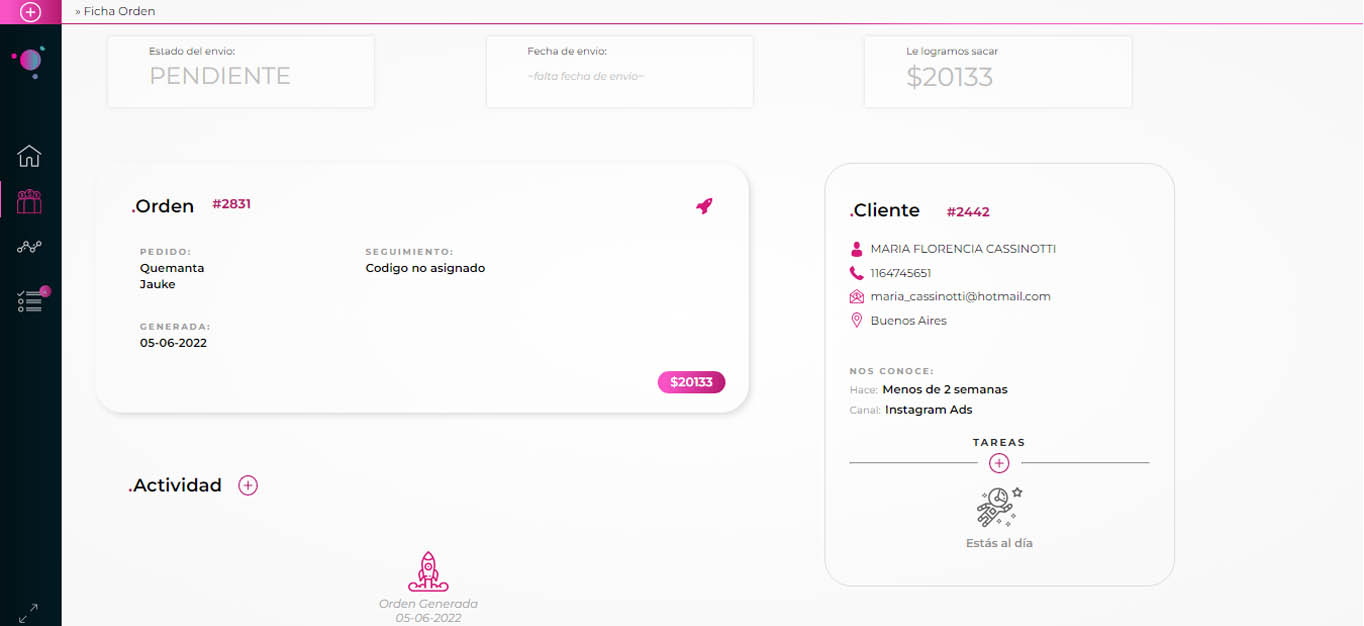 » Ficha Orden
Estado del envio:
PENDIENTE
Fecha de envio:
~falta fecha de envio~
Le logramos sacar
$20133
.Orden #2831
PEDIDO:
Quemanta
Jauke
SEGUIMIENTO:
Codigo no asignado
GENERADA:
05-06-2022
$20133
.Cliente #2442
MARIA FLORENCIA CASSINOTTI
1164745651
maria_cassinotti@hotmail.com
Buenos Aires
NOS CONOCE:
Hace: Menos de 2 semanas
Canal: Instagram Ads
TAREAS
Estás al día
.Actividad
Orden Generada
05-06-2022